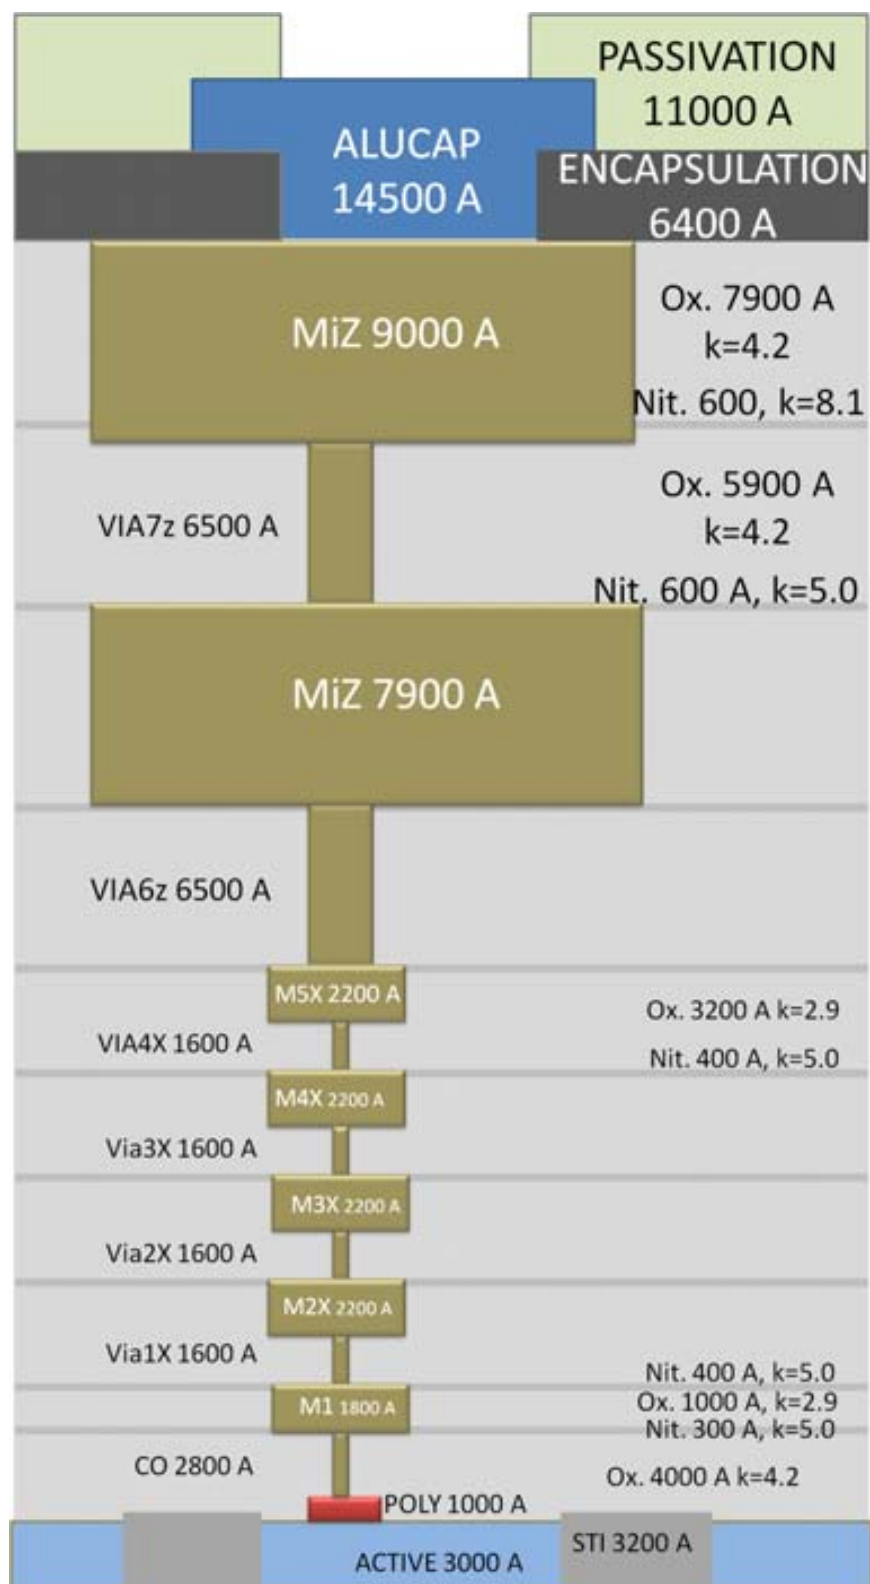 PASSIVATION
11000 A
ALUCAP
14500 A
ENCAPSULATION
6400 A
MiZ 9000 A
Ox. 7900 A
k=4.2
Nit. 600, k=8.1
VIA7z 6500 A
Ox. 5900 A
k=4.2
Nit. 600 A, k=5.0
MiZ 7900 A
VIA6z 6500 A
M5X 2200 A
Ox. 3200 A k=2.9
VIA4X 1600 A
Nit. 400 A, k=5.0
M4X 2200 A
Via3X 1600 A
M3X 2200 A
Via2X 1600 A
M2X 2200 A
Via1X 1600 A
Nit. 400 A, k=5.0
M1 1800 A
Ox. 1000 A, k=2.9
Nit. 300 A, k=5.0
CO 2800 A
Ox. 4000 A k=4.2
POLY 1000 A
STI 3200 A
ACTIVE 3000 A